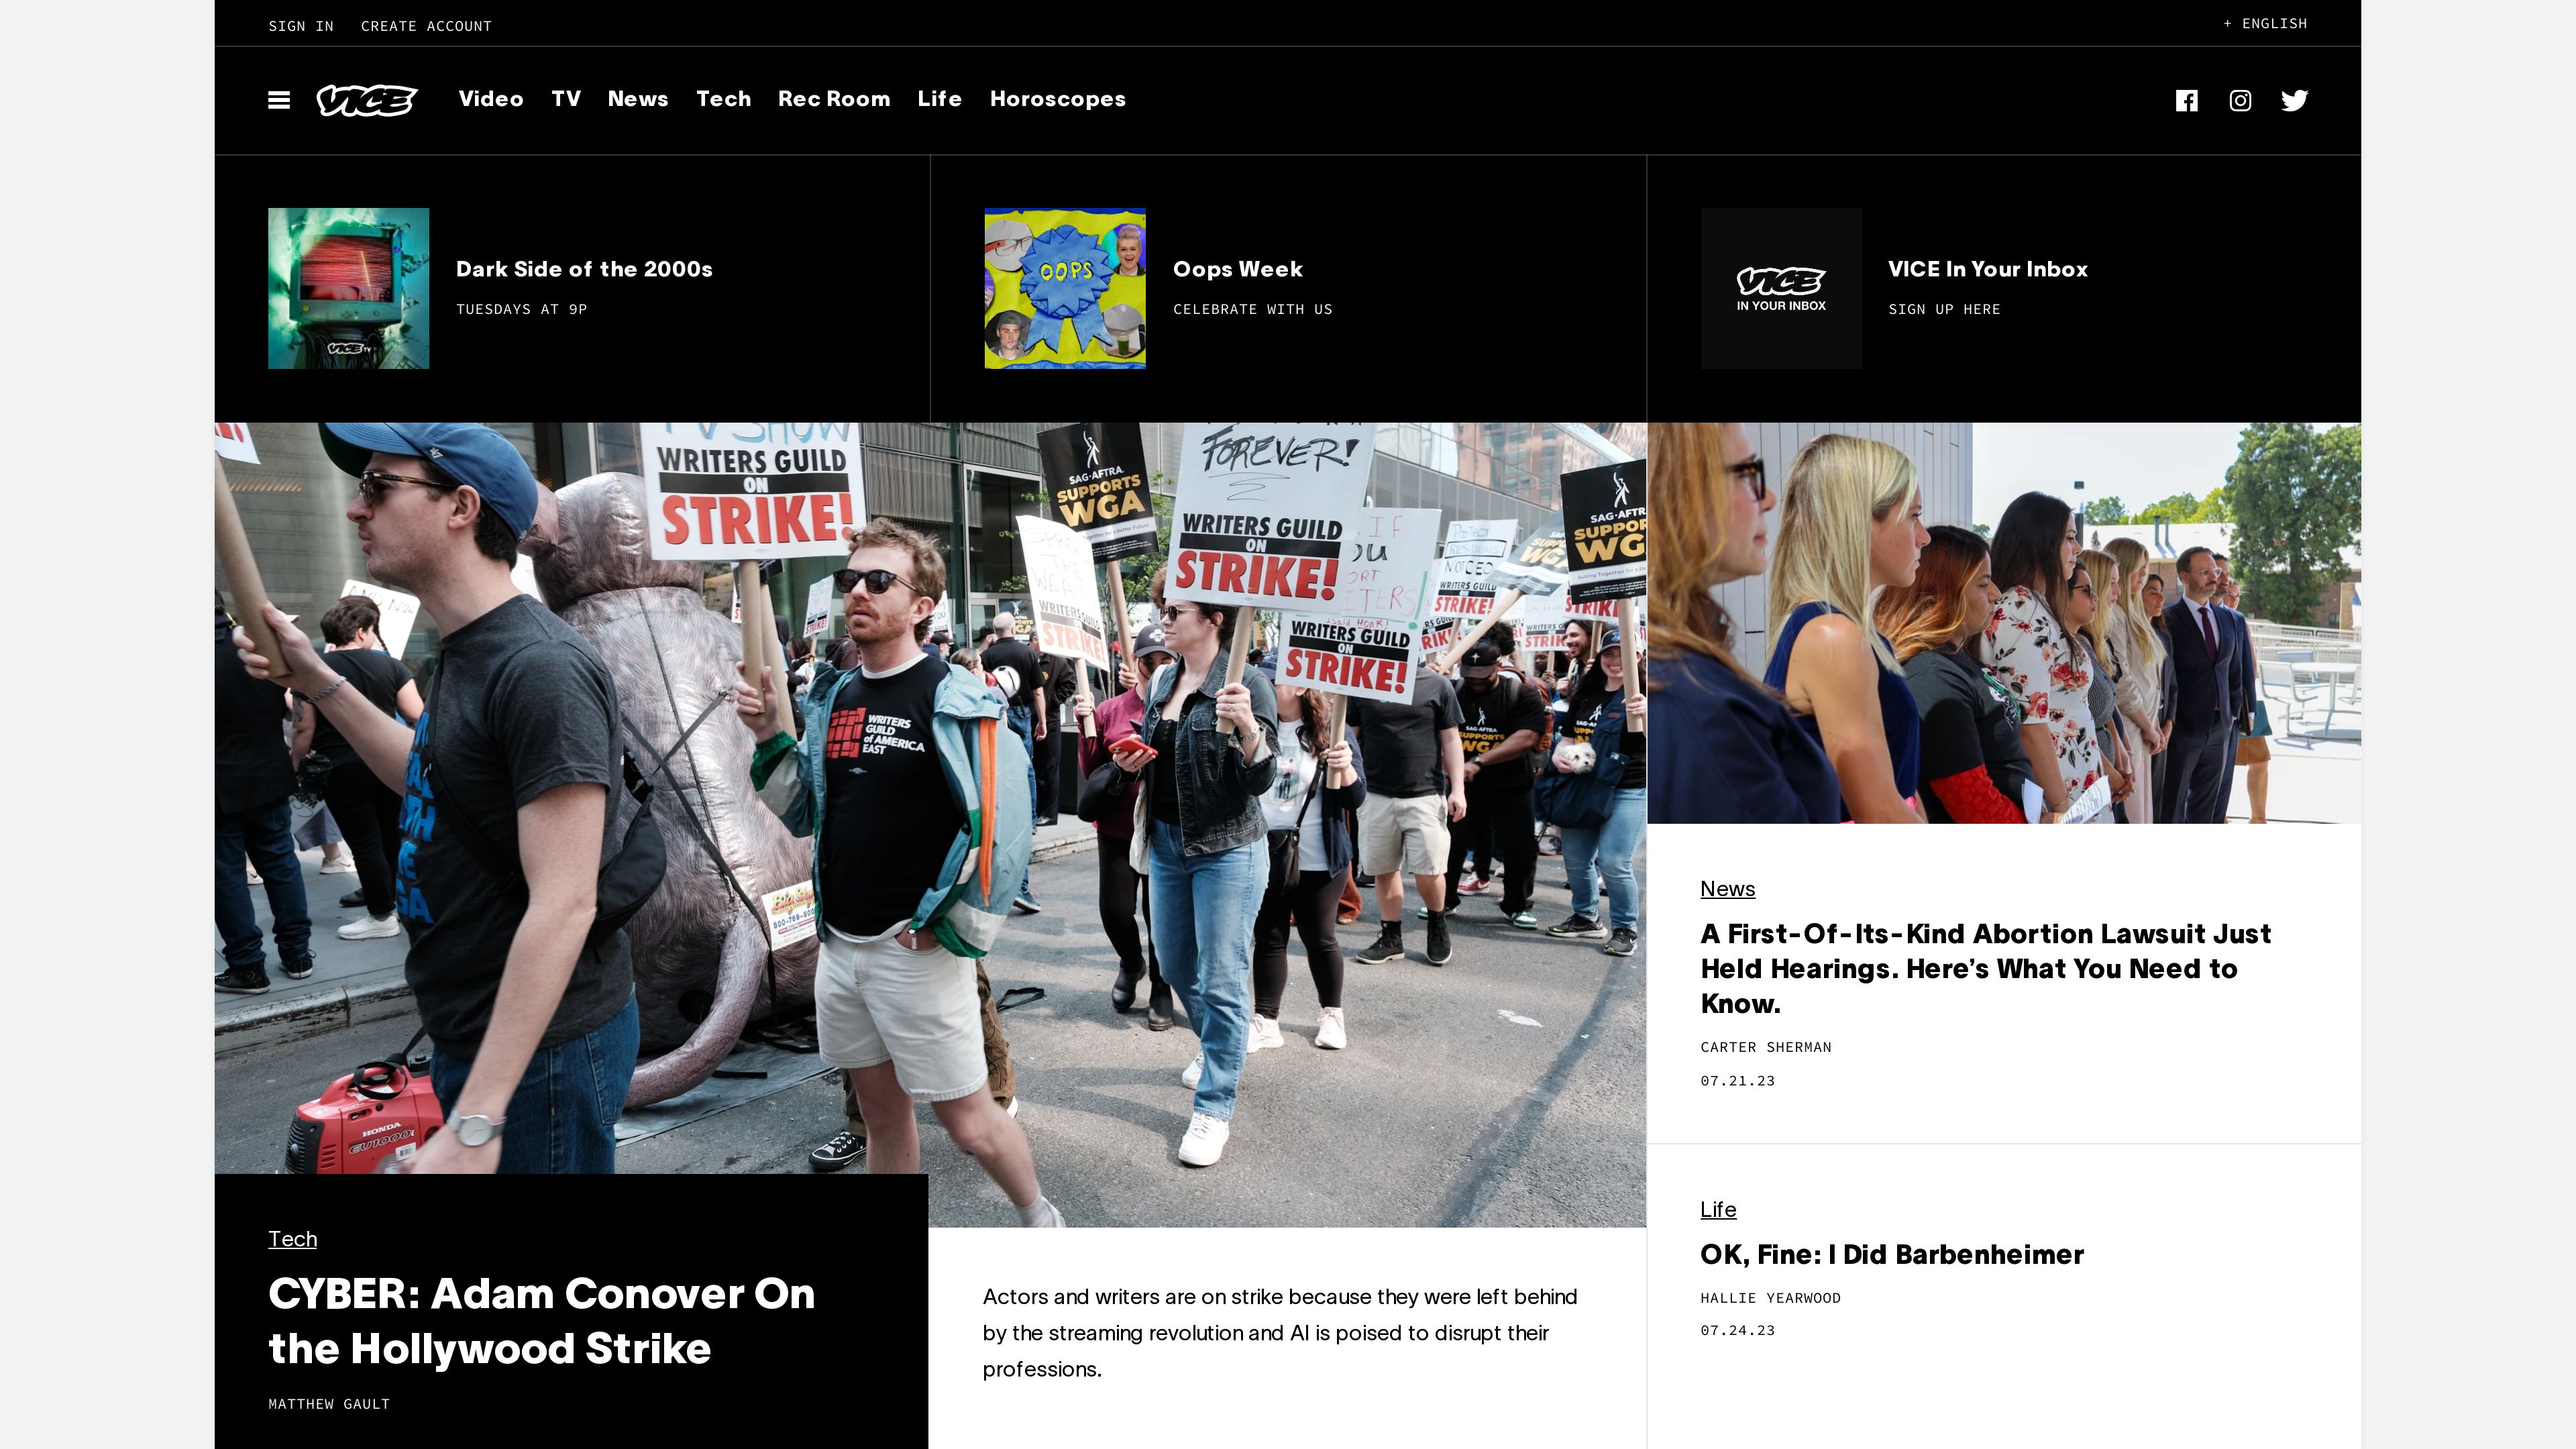 SIGN IN CREATE ACCOUNT + ENGLISH
VICE Video TV News Tech Rec Room Life Horoscopes
VICE TV
Dark Side of the 2000s
TUESDAYS AT 9P
OOPS
Oops Week
CELEBRATE WITH US
VICE
IN YOUR INBOX
VICE In Your Inbox
SIGN UP HERE
TV SHOW
WRITERS GUILD
ON
STRIKE!
SAG-AFTRA
SUPPORTS
WGA
FOREVER!
WRITERS GUILD
ON
STRIKE!
SAG-AFTRA
WRITERS GUILD
ON
STRIKE!
WRITERS
GUILD
of AMERICA
EAST
HONDA
EU1000i
Tech
CYBER: Adam Conover On
the Hollywood Strike
MATTHEW GAULT
Actors and writers are on strike because they were left behind
by the streaming revolution and AI is poised to disrupt their
professions.
News
A First-Of-Its-Kind Abortion Lawsuit Just
Held Hearings. Here’s What You Need to
Know.
CARTER SHERMAN
07.21.23
Life
OK, Fine: I Did Barbenheimer
HALLIE YEARWOOD
07.24.23